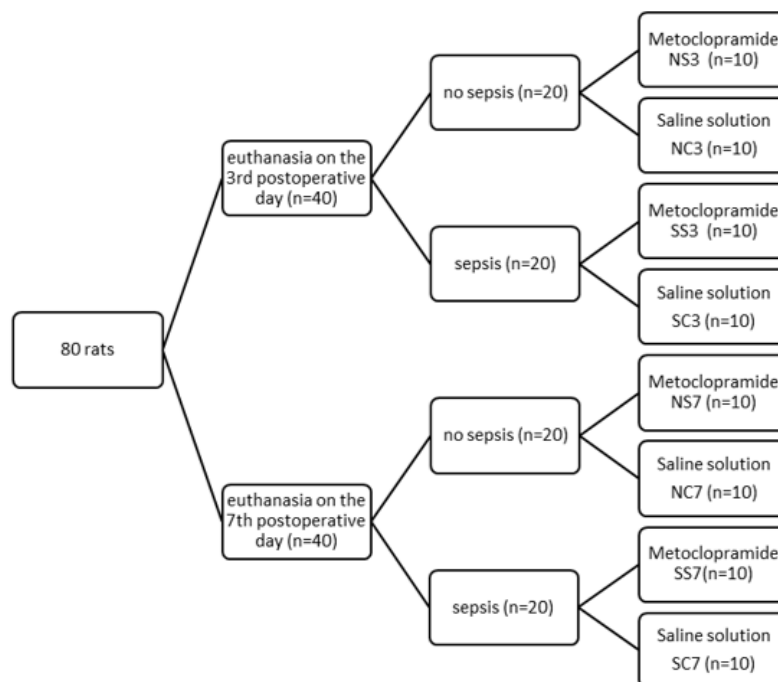 80 rats
euthanasia on the
3rd postoperative
day (n=40)
no sepsis (n=20)
Metoclopramide
NS3 (n=10)
Saline solution
NC3 (n=10)
sepsis (n=20)
Metoclopramide
SS3 (n=10)
Saline solution
SC3 (n=10)
euthanasia on the
7th postoperative
day (n=40)
no sepsis (n=20)
Metoclopramide
NS7 (n=10)
Saline solution
NC7 (n=10)
sepsis (n=20)
Metoclopramide
SS7(n=10)
Saline solution
SC7 (n=10)